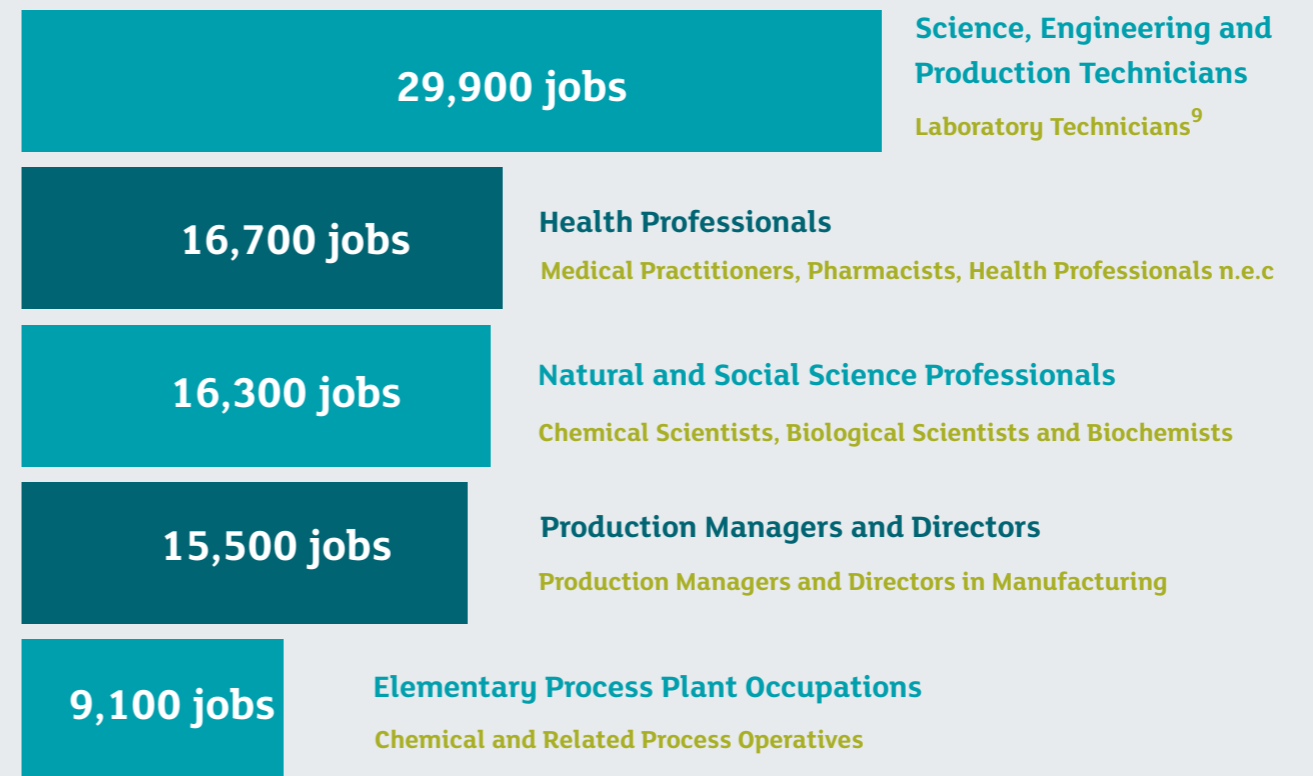 29,900 jobs
Science, Engineering and
Production Technicians
Laboratory Technicians⁹
16,700 jobs
Health Professionals
Medical Practitioners, Pharmacists, Health Professionals n.e.c
16,300 jobs
Natural and Social Science Professionals
Chemical Scientists, Biological Scientists and Biochemists
15,500 jobs
Production Managers and Directors
Production Managers and Directors in Manufacturing
9,100 jobs
Elementary Process Plant Occupations
Chemical and Related Process Operatives